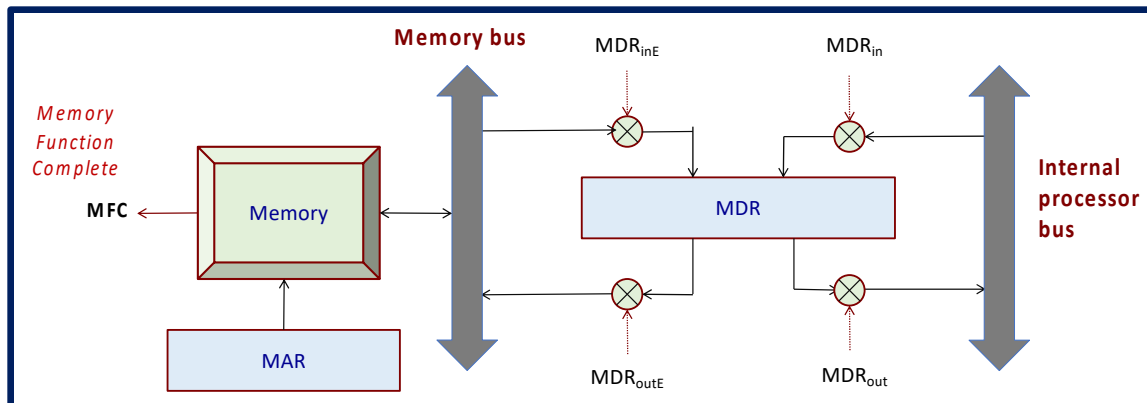 Memory bus
MDRinE
MDRin
Memory
Function
Complete
MFC
Memory
MDR
Internal
processor
bus
MAR
MDRoutE
MDRout